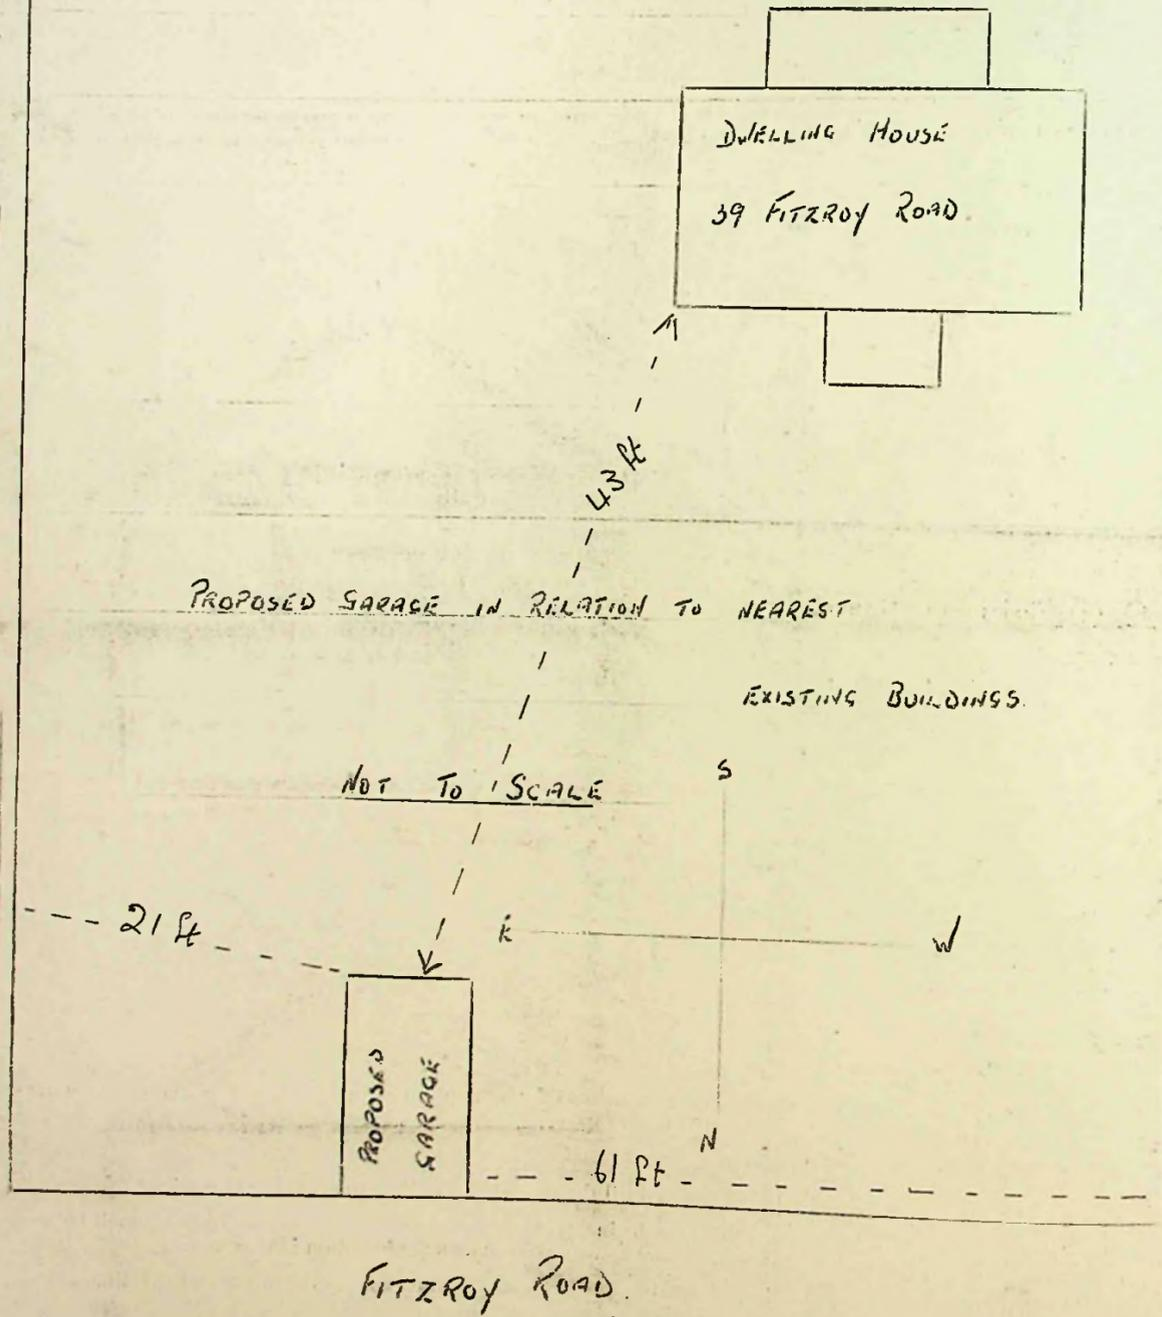 DWELLING HOUSE
39 FITZROY ROAD.
43 ft
PROPOSED GARAGE IN RELATION TO NEAREST
EXISTING BUILDINGS.
NOT TO SCALE
S
21 ft
E
W
PROPOSED
GARAGE
N
61 ft
FITZROY ROAD.